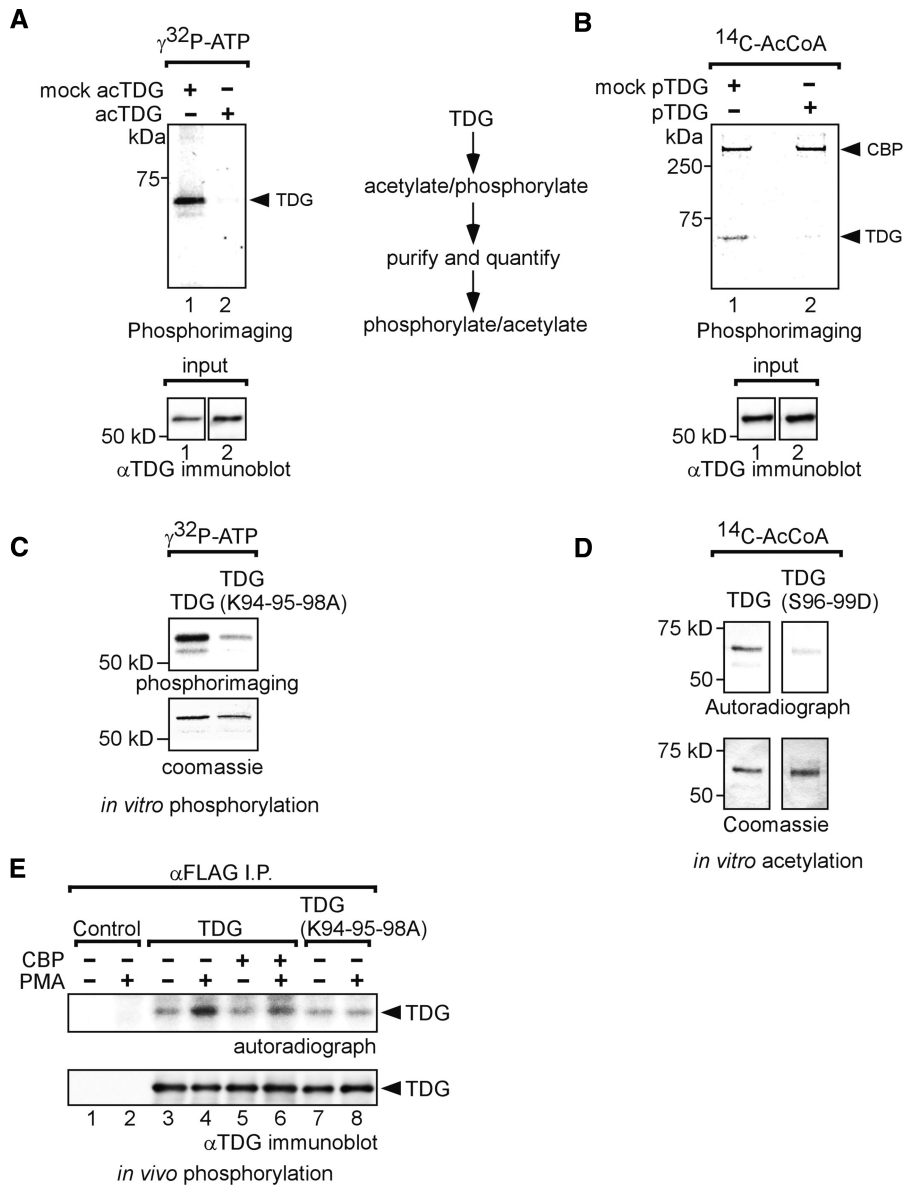 A
γ32P-ATP
mock acTDG + –
acTDG – +
kDa
75
TDG
1 2
Phosphorimaging
input
50 kD
1 2
αTDG immunoblot
TDG
acetylate/phosphorylate
purify and quantify
phosphorylate/acetylate
B
14C-AcCoA
mock pTDG + –
pTDG – +
kDa
250
75
CBP
TDG
1 2
Phosphorimaging
input
50 kD
1 2
αTDG immunoblot
C
γ32P-ATP
TDG
TDG (K94-95-98A)
50 kD
phosphorimaging
50 kD
coomassie
in vitro phosphorylation
D
14C-AcCoA
TDG
TDG (S96-99D)
75 kD
50
Autoradiograph
75 kD
50
Coomassie
in vitro acetylation
E
αFLAG I.P.
Control TDG TDG (K94-95-98A)
CBP – – – – + + – –
PMA – + – + – + – +
TDG
autoradiograph
TDG
1 2 3 4 5 6 7 8
αTDG immunoblot
in vivo phosphorylation